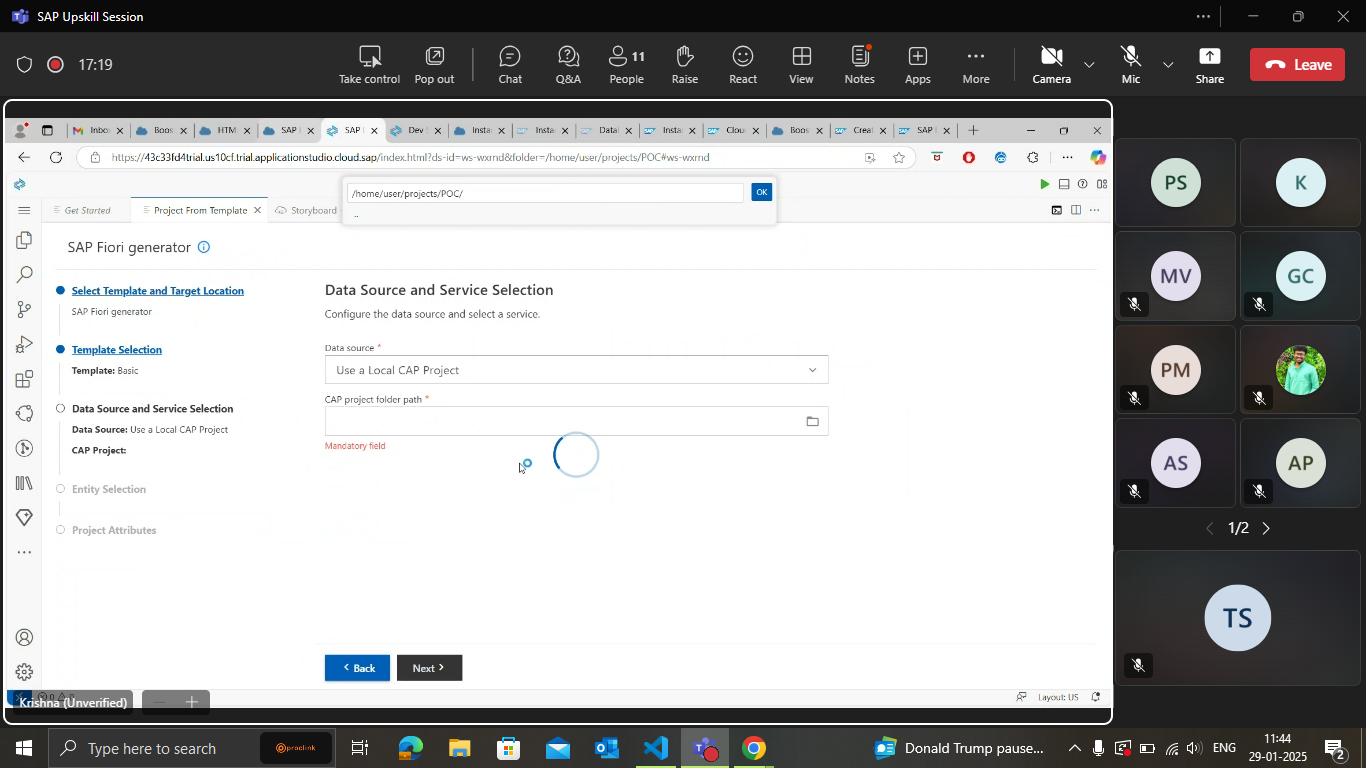 SAP Upskill Session
17:19
Take control
Pop out
Chat
Q&A
11
People
Raise
React
View
Notes
Apps
More
Camera
Mic
Share
Leave
Inbo
Boos
HTM
SAP
SAP
Dev
Insta
Insta
Data
Insta
Clou
Boos
Creat
SAP
https://43c33fd4trial.us10cf.trial.applicationstudio.cloud.sap/index.html?ds-id=ws-wxrnd&folder=/home/user/projects/POC#ws-wxrnd
/home/user/projects/POC/
OK
..
Get Started
Project From Template
Storyboard
SAP Fiori generator
Select Template and Target Location
SAP Fiori generator
Template Selection
Template: Basic
Data Source and Service Selection
Data Source: Use a Local CAP Project
CAP Project:
Entity Selection
Project Attributes
Data Source and Service Selection
Configure the data source and select a service.
Data source *
Use a Local CAP Project
CAP project folder path *
Mandatory field
< Back
Next >
Layout: US
Krishna (Unverified)
PS
K
MV
GC
PM
AS
AP
1/2
TS
Type here to search
proclink
Donald Trump pause...
ENG
11:44
29-01-2025
2